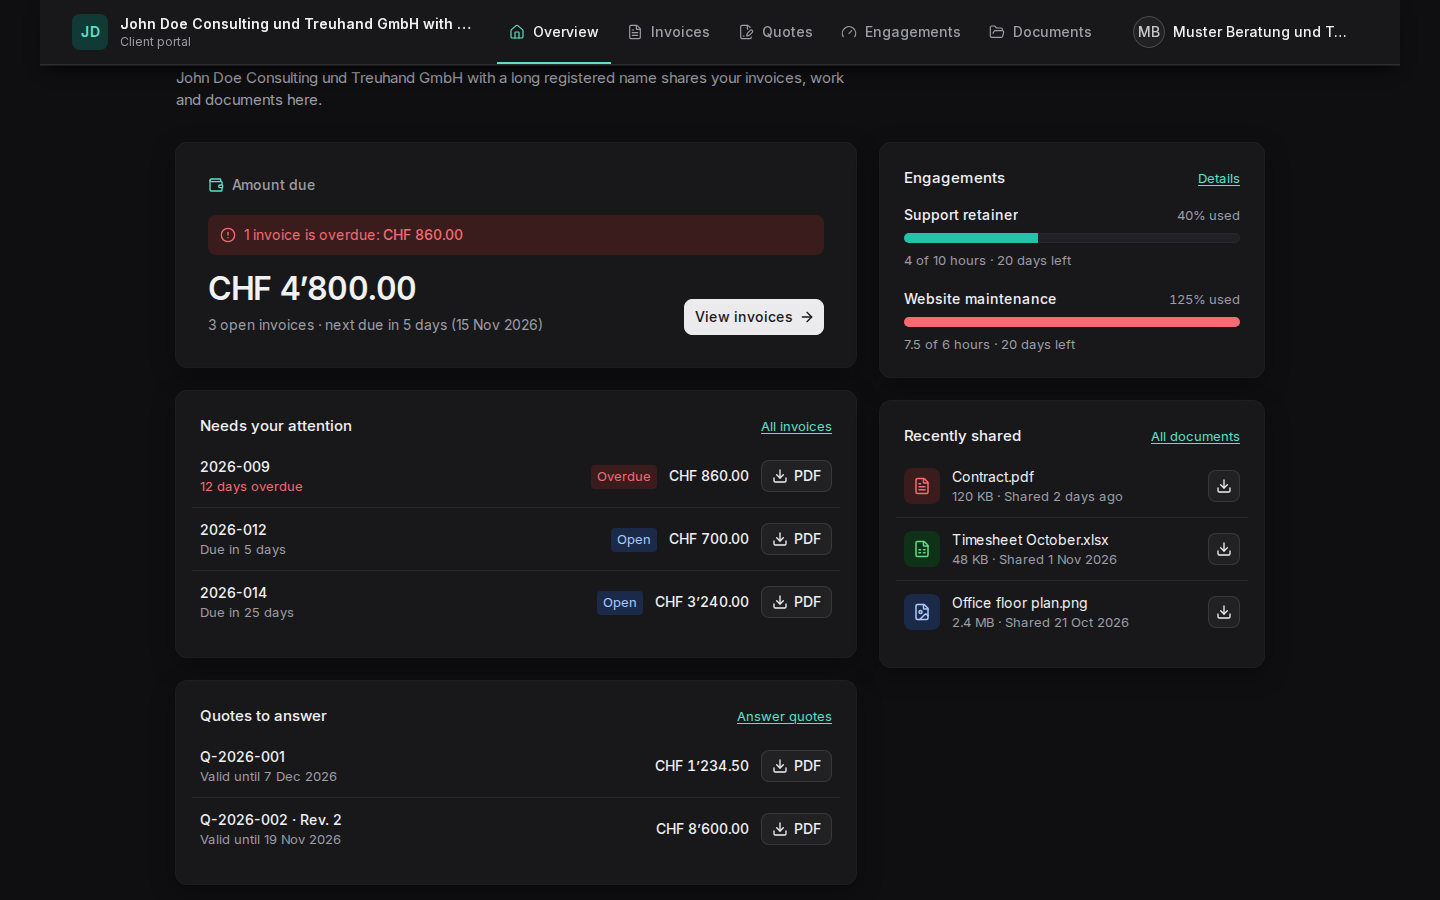 JD
John Doe Consulting und Treuhand GmbH with ...
Client portal
Overview
Invoices
Quotes
Engagements
Documents
MB
Muster Beratung und T...
John Doe Consulting und Treuhand GmbH with a long registered name shares your invoices, work
and documents here.
Amount due
1 invoice is overdue: CHF 860.00
CHF 4’800.00
3 open invoices · next due in 5 days (15 Nov 2026)
View invoices
Needs your attention
All invoices
2026-009
12 days overdue
Overdue
CHF 860.00
PDF
2026-012
Due in 5 days
Open
CHF 700.00
PDF
2026-014
Due in 25 days
Open
CHF 3’240.00
PDF
Quotes to answer
Answer quotes
Q-2026-001
Valid until 7 Dec 2026
CHF 1’234.50
PDF
Q-2026-002 · Rev. 2
Valid until 19 Nov 2026
CHF 8’600.00
PDF
Engagements
Details
Support retainer
40% used
4 of 10 hours · 20 days left
Website maintenance
125% used
7.5 of 6 hours · 20 days left
Recently shared
All documents
Contract.pdf
120 KB · Shared 2 days ago
Timesheet October.xlsx
48 KB · Shared 1 Nov 2026
Office floor plan.png
2.4 MB · Shared 21 Oct 2026